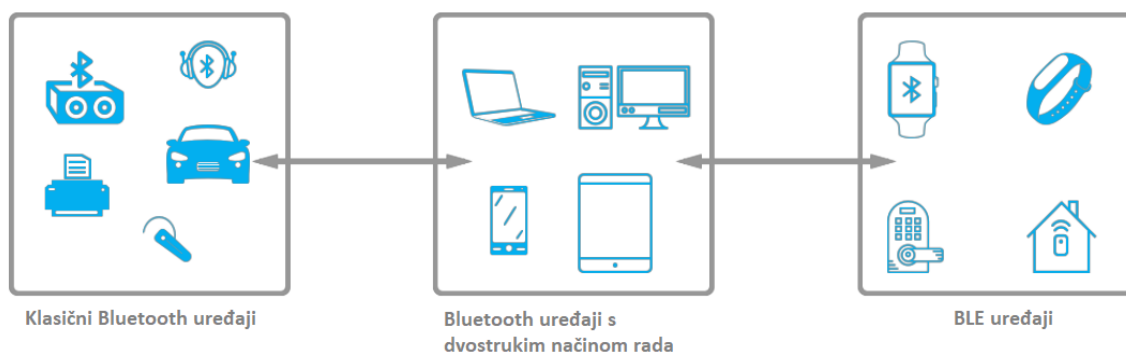 Klasični Bluetooth uređaji
Bluetooth uređaji s
dvostrukim načinom rada
BLE uređaji